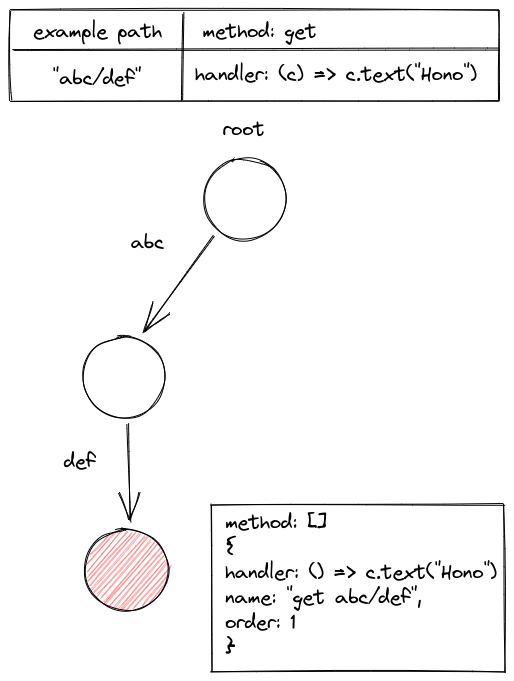 example path
method: get
"abc/def"
handler: (c) => c.text("Hono")
root
abc
def
method: []
{
handler: () => c.text("Hono")
name: "get abc/def",
order: 1
}